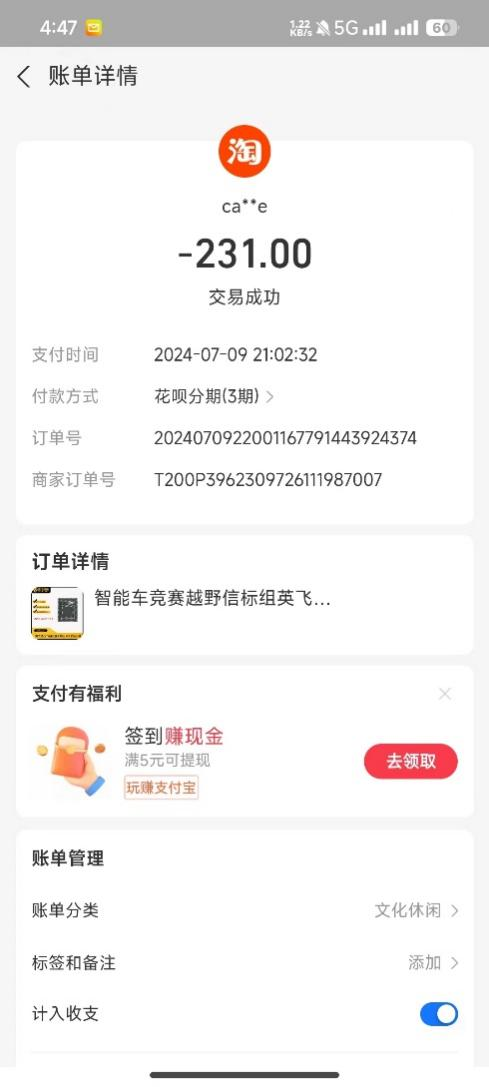 4:47
1.22
KB/s
5G
60
账单详情
淘
ca**e
-231.00
交易成功
支付时间 2024-07-09 21:02:32
付款方式 花呗分期(3期)
订单号 2024070922001167791443924374
商家订单号 T200P3962309726111987007
订单详情
智能车竞赛越野信标组英飞...
支付有福利
签到赚现金
满5元可提现
玩赚支付宝
去领取
账单管理
账单分类 文化休闲
标签和备注 添加
计入收支